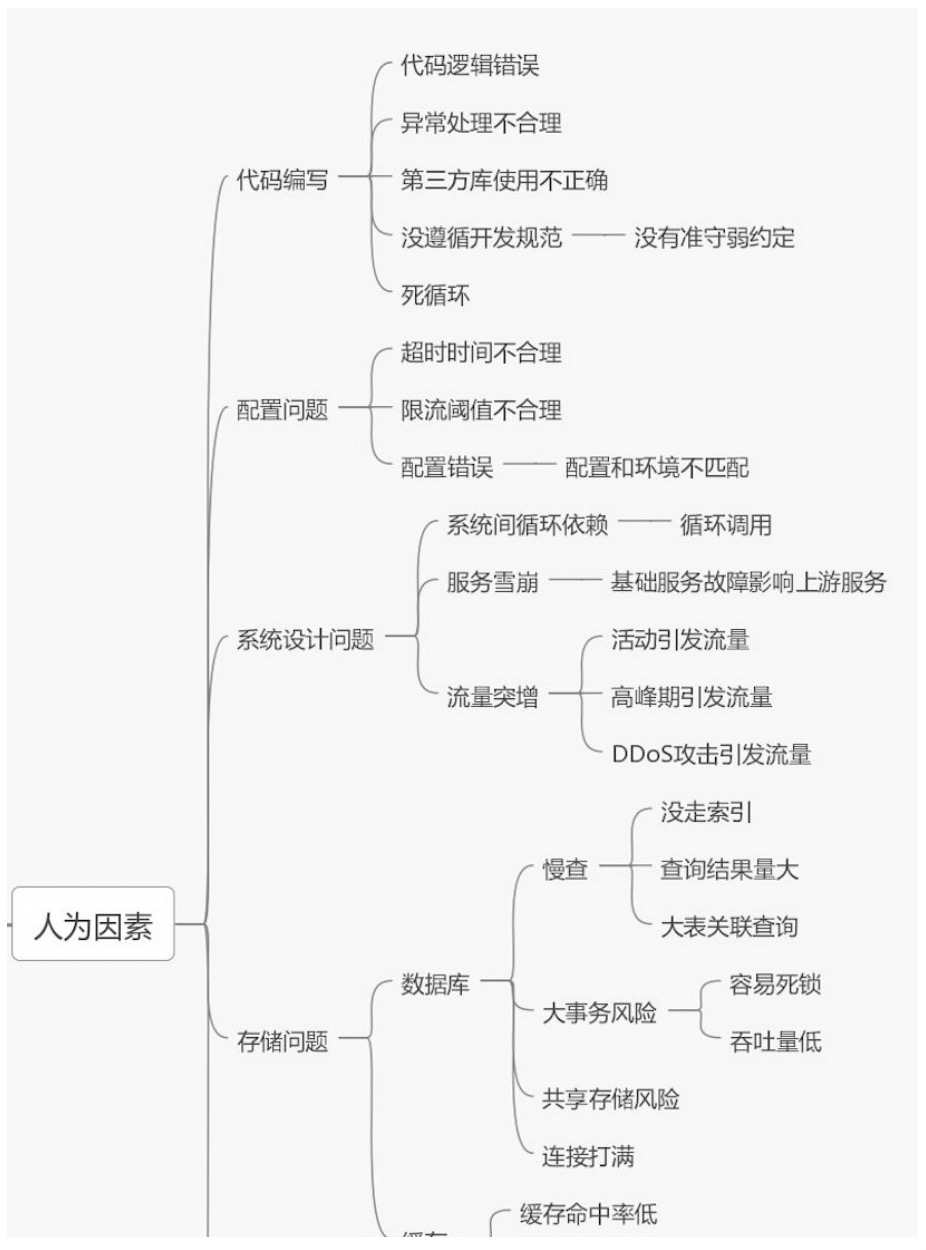 代码逻辑错误
异常处理不合理
代码编写
第三方库使用不正确
没遵循开发规范
没有准守弱约定
死循环
超时时间不合理
配置问题
限流阈值不合理
配置错误
配置和环境不匹配
系统间循环依赖
循环调用
服务雪崩
基础服务故障影响上游服务
系统设计问题
活动引发流量
流量突增
高峰期引发流量
DDoS攻击引发流量
没走索引
慢查
查询结果量大
大表关联查询
人为因素
数据库
容易死锁
大事务风险
吞吐量低
存储问题
共享存储风险
连接打满
缓存命中率低
缓存